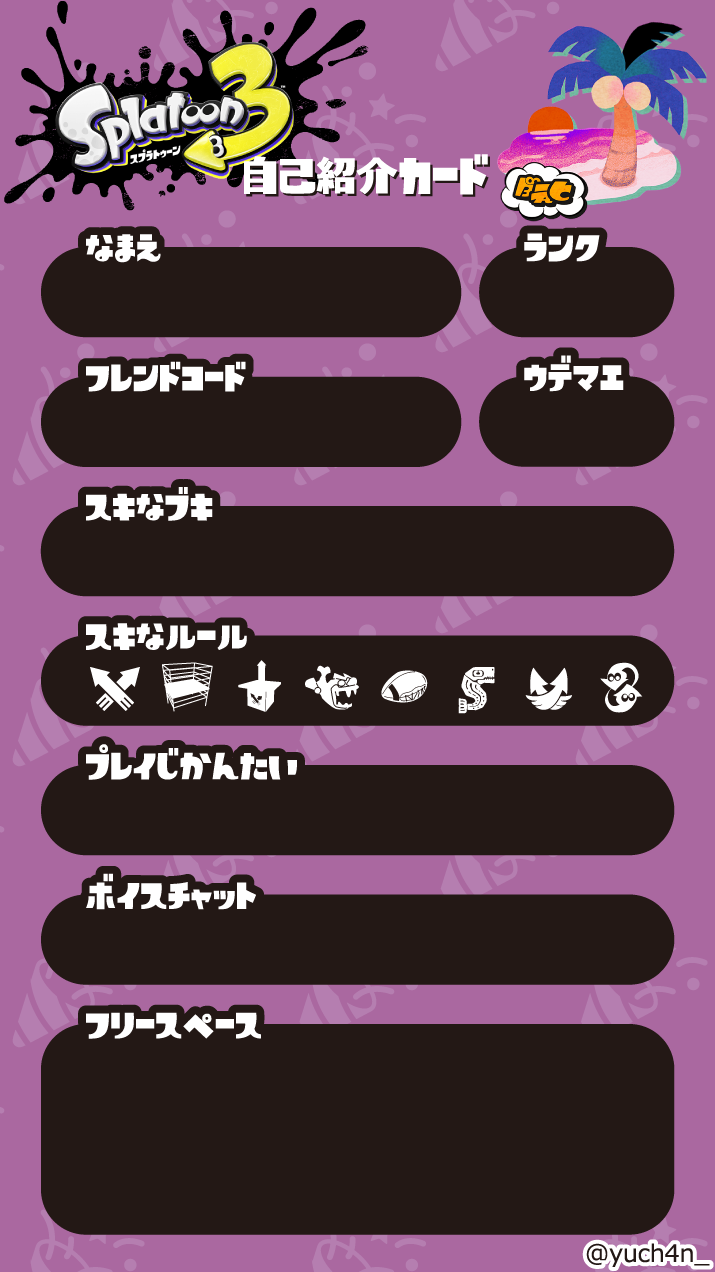 Splatoon 3
スプラトゥーン
自己紹介カード
なまえ
ランク
フレンドコード
ウデマエ
スキなブキ
スキなルール
プレイじかんたい
ボイスチャット
フリースペース
@yuch4n_